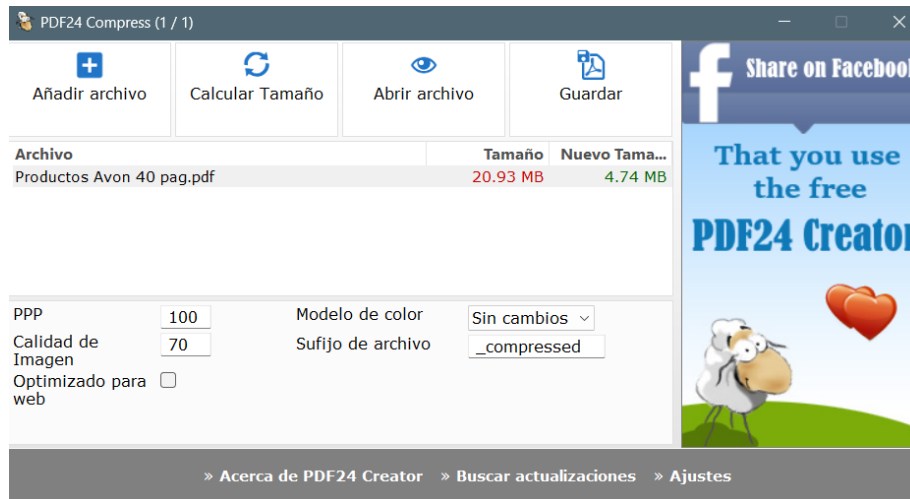 PDF24 Compress (1 / 1)
Añadir archivo
Calcular Tamaño
Abrir archivo
Guardar
Archivo Tamaño Nuevo Tama...
Productos Avon 40 pag.pdf 20.93 MB 4.74 MB
PPP 100 Modelo de color Sin cambios
Calidad de
Imagen 70 Sufijo de archivo _compressed
Optimizado para
web
f Share on Facebool
That you use
the free
PDF24 Creator
» Acerca de PDF24 Creator » Buscar actualizaciones » Ajustes